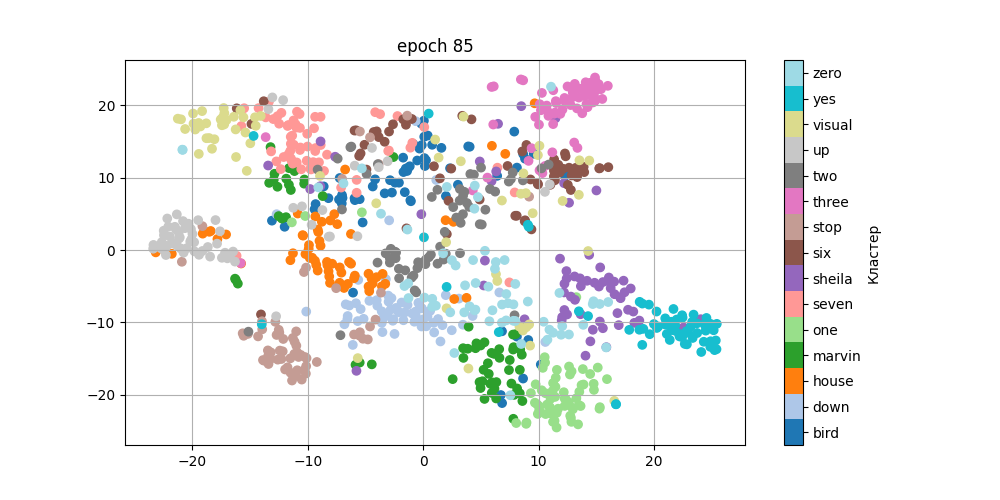 epoch 85
20
10
0
−10
−20
−20
−10
0
10
20
zero
yes
visual
up
two
three
stop
six
sheila
seven
one
marvin
house
down
bird
Кластер